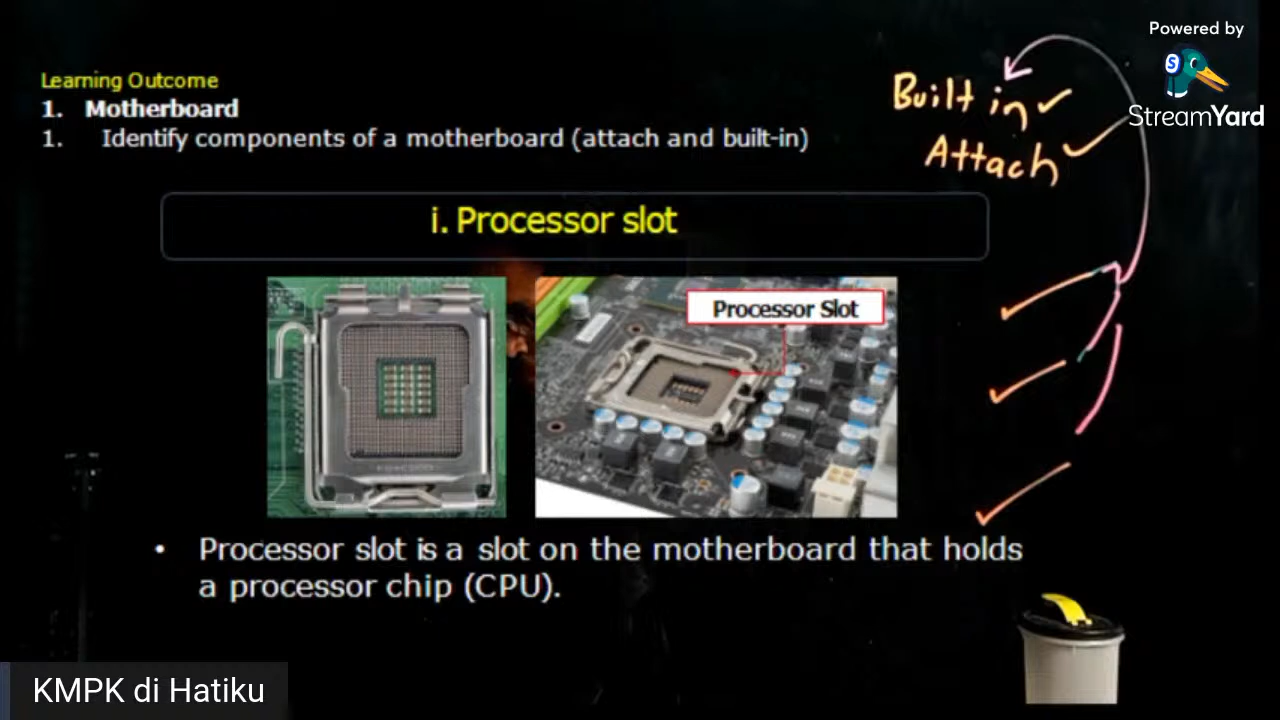 Powered by
StreamYard
Learning Outcome
1. Motherboard
1. Identify components of a motherboard (attach and built-in)
Built in
Attach
i. Processor slot
Processor Slot
• Processor slot is a slot on the motherboard that holds
a processor chip (CPU).
KMPK di Hatiku